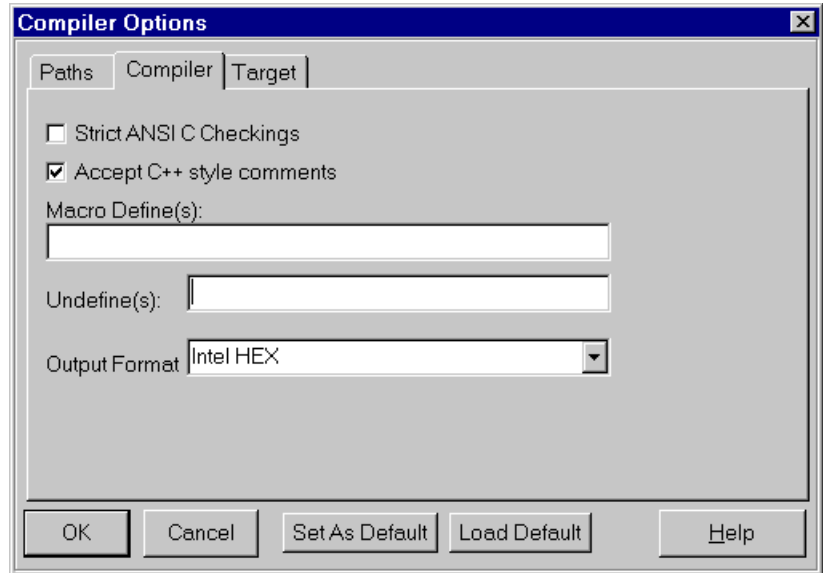 Compiler Options
Paths Compiler Target
Strict ANSI C Checkings
Accept C++ style comments
Macro Define(s):
Undefine(s):
Output Format Intel HEX
OK Cancel Set As Default Load Default Help